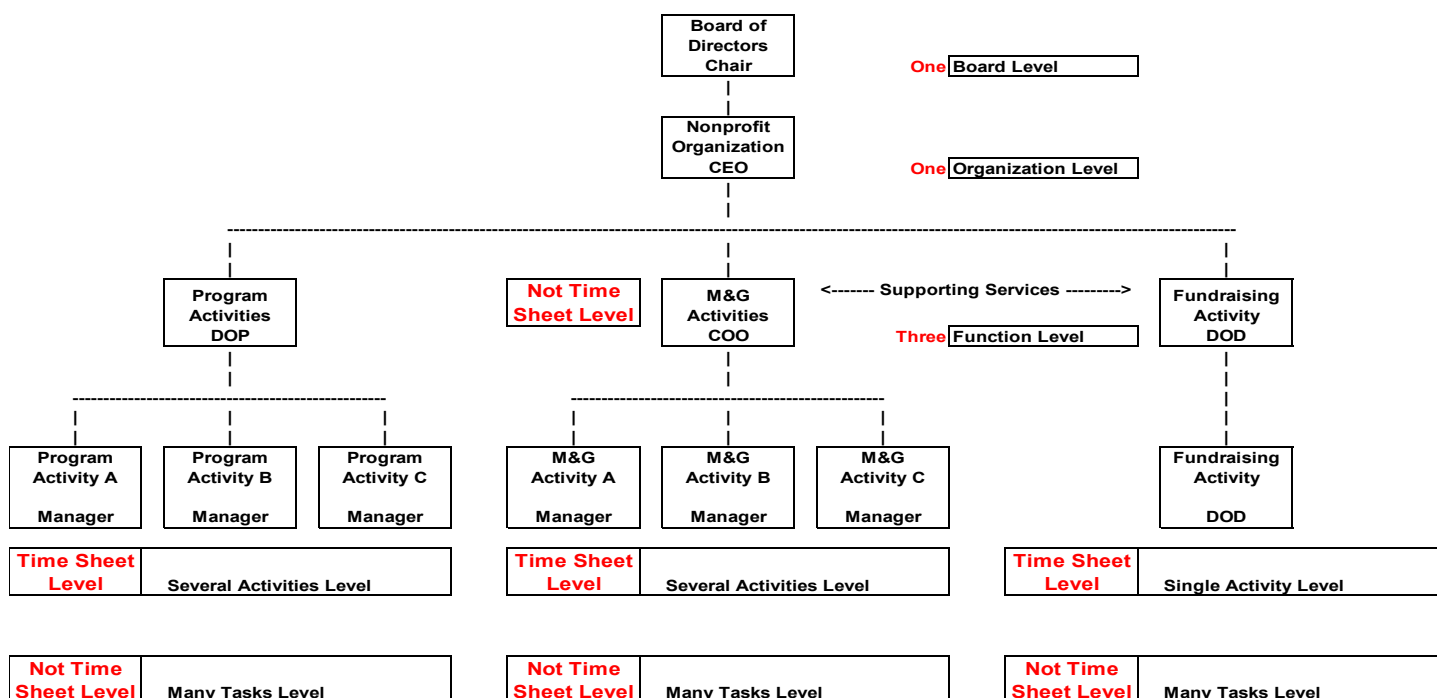 Board of
Directors
Chair
One Board Level
Nonprofit
Organization
CEO
One Organization Level
Program
Activities
DOP
Not Time
Sheet Level
M&G
Activities
COO
<------- Supporting Services --------->
Three Function Level
Fundraising
Activity
DOD
Program
Activity A
Manager
Program
Activity B
Manager
Program
Activity C
Manager
M&G
Activity A
Manager
M&G
Activity B
Manager
M&G
Activity C
Manager
Fundraising
Activity
DOD
Time Sheet
Level
Several Activities Level
Time Sheet
Level
Several Activities Level
Time Sheet
Level
Single Activity Level
Not Time
Sheet Level
Many Tasks Level
Not Time
Sheet Level
Many Tasks Level
Not Time
Sheet Level
Many Tasks Level